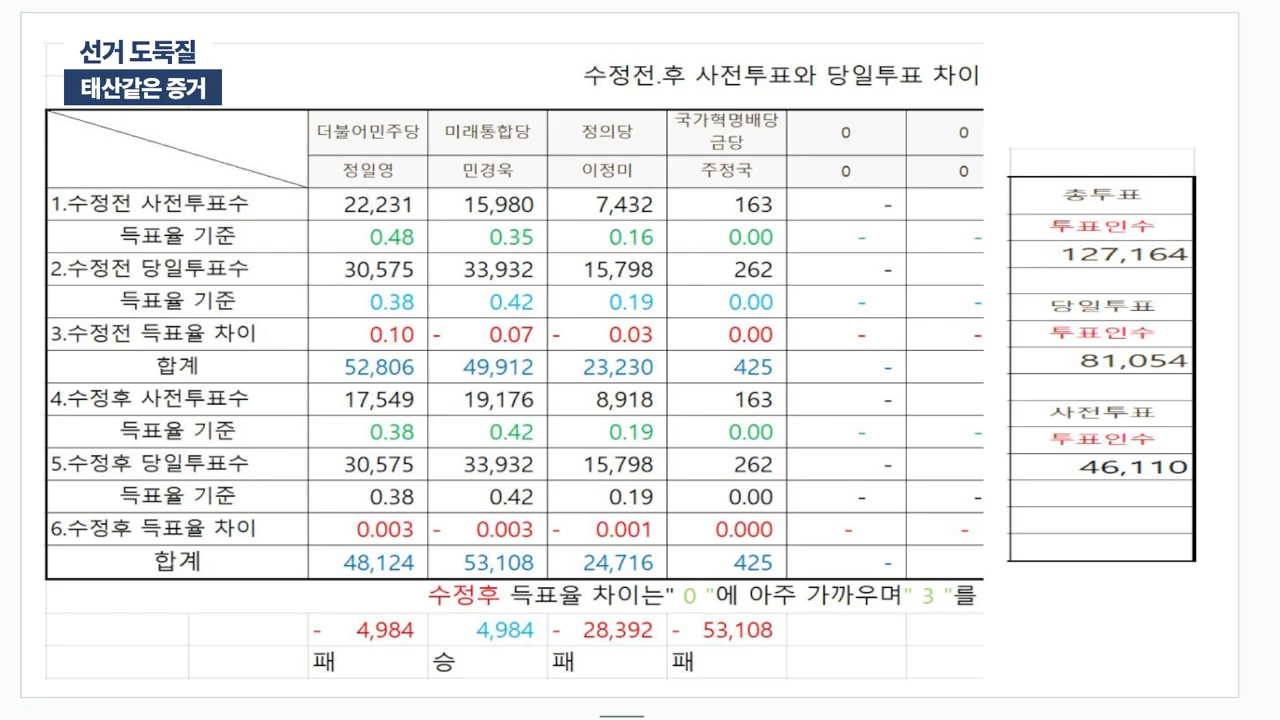 선거 도둑질
태산같은 증거
수정전.후 사전투표와 당일투표 차이
더불어민주당 미래통합당 정의당 국가혁명배당금당 0 0
정일영 민경욱 이정미 주정국 0 0
1.수정전 사전투표수 22,231 15,980 7,432 163 -
득표율 기준 0.48 0.35 0.16 0.00 - -
2.수정전 당일투표수 30,575 33,932 15,798 262 -
득표율 기준 0.38 0.42 0.19 0.00 - -
3.수정전 득표율 차이 0.10 - 0.07 - 0.03 0.00 - -
합계 52,806 49,912 23,230 425 -
4.수정후 사전투표수 17,549 19,176 8,918 163 -
득표율 기준 0.38 0.42 0.19 0.00 - -
5.수정후 당일투표수 30,575 33,932 15,798 262 -
득표율 기준 0.38 0.42 0.19 0.00 - -
6.수정후 득표율 차이 0.003 - 0.003 - 0.001 0.000 - -
합계 48,124 53,108 24,716 425 -
수정후 득표율 차이는" 0 "에 아주 가까우며" 3 "를
- 4,984 4,984 - 28,392 - 53,108
패 승 패 패
총투표
투표인수
127,164
당일투표
투표인수
81,054
사전투표
투표인수
46,110